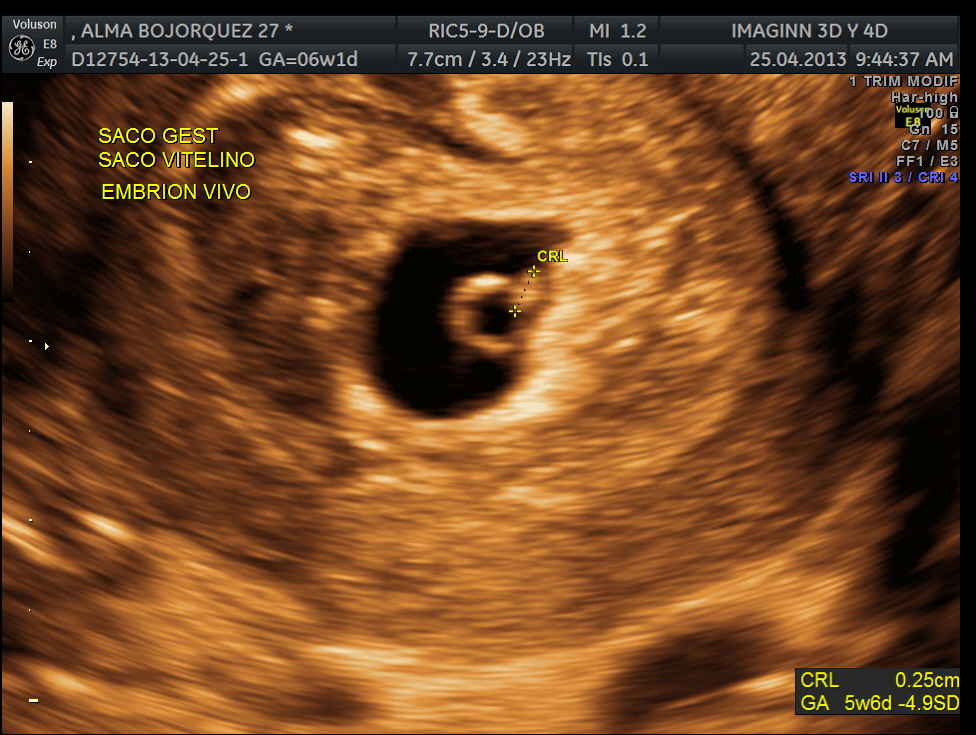 Voluson
E8
Exp
, ALMA BOJORQUEZ 27 *
D12754-13-04-25-1 GA=06w1d
RIC5-9-D/OB
7.7cm / 3.4 / 23Hz
MI 1.2
TIs 0.1
IMAGINN 3D Y 4D
25.04.2013 9:44:37 AM
1 TRIM MODIF
Har-high
Voluson
E8
100
Gn 15
C7 / M5
FF1 / E3
SRI II 3 / CRI 4
SACO GEST
SACO VITELINO
EMBRION VIVO
CRL
CRL 0.25cm
GA 5w6d -4.9SD